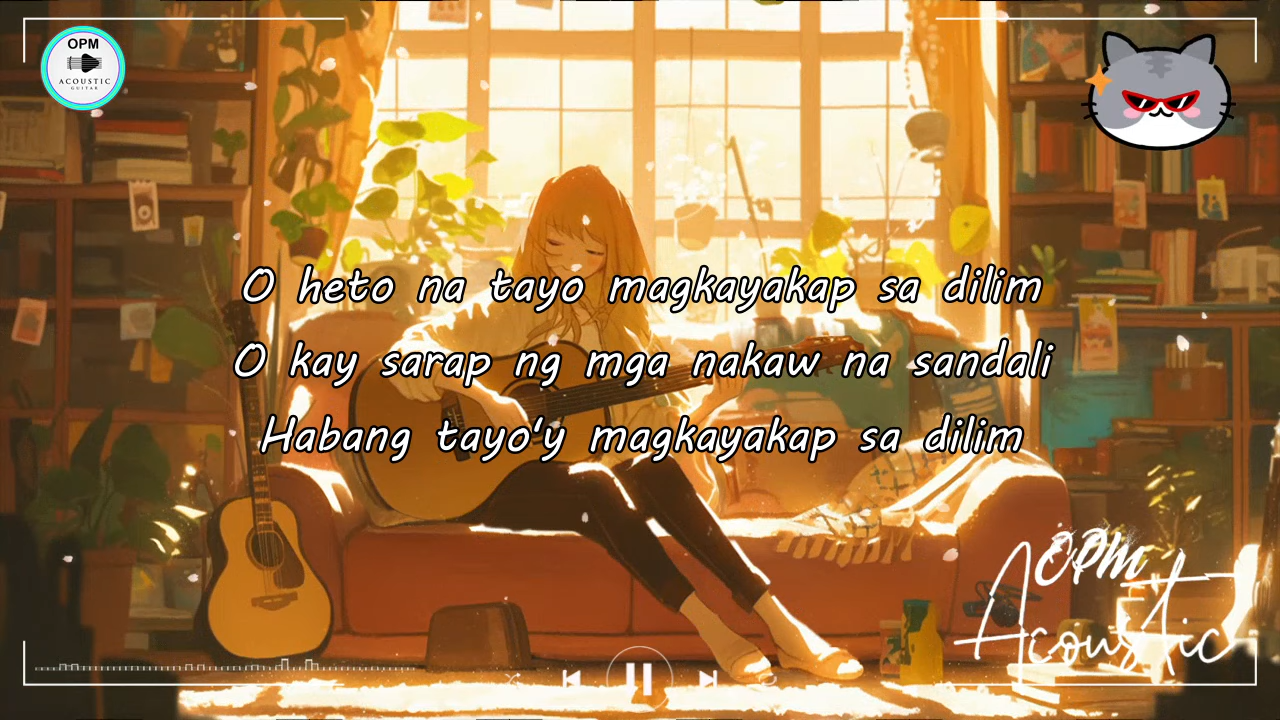 OPM
ACOUSTIC
GUITAR
O heto na tayo magkayakap sa dilim
O kay sarap ng mga nakaw na sandali
Habang tayo'y magkayakap sa dilim
OPM
Acoustic